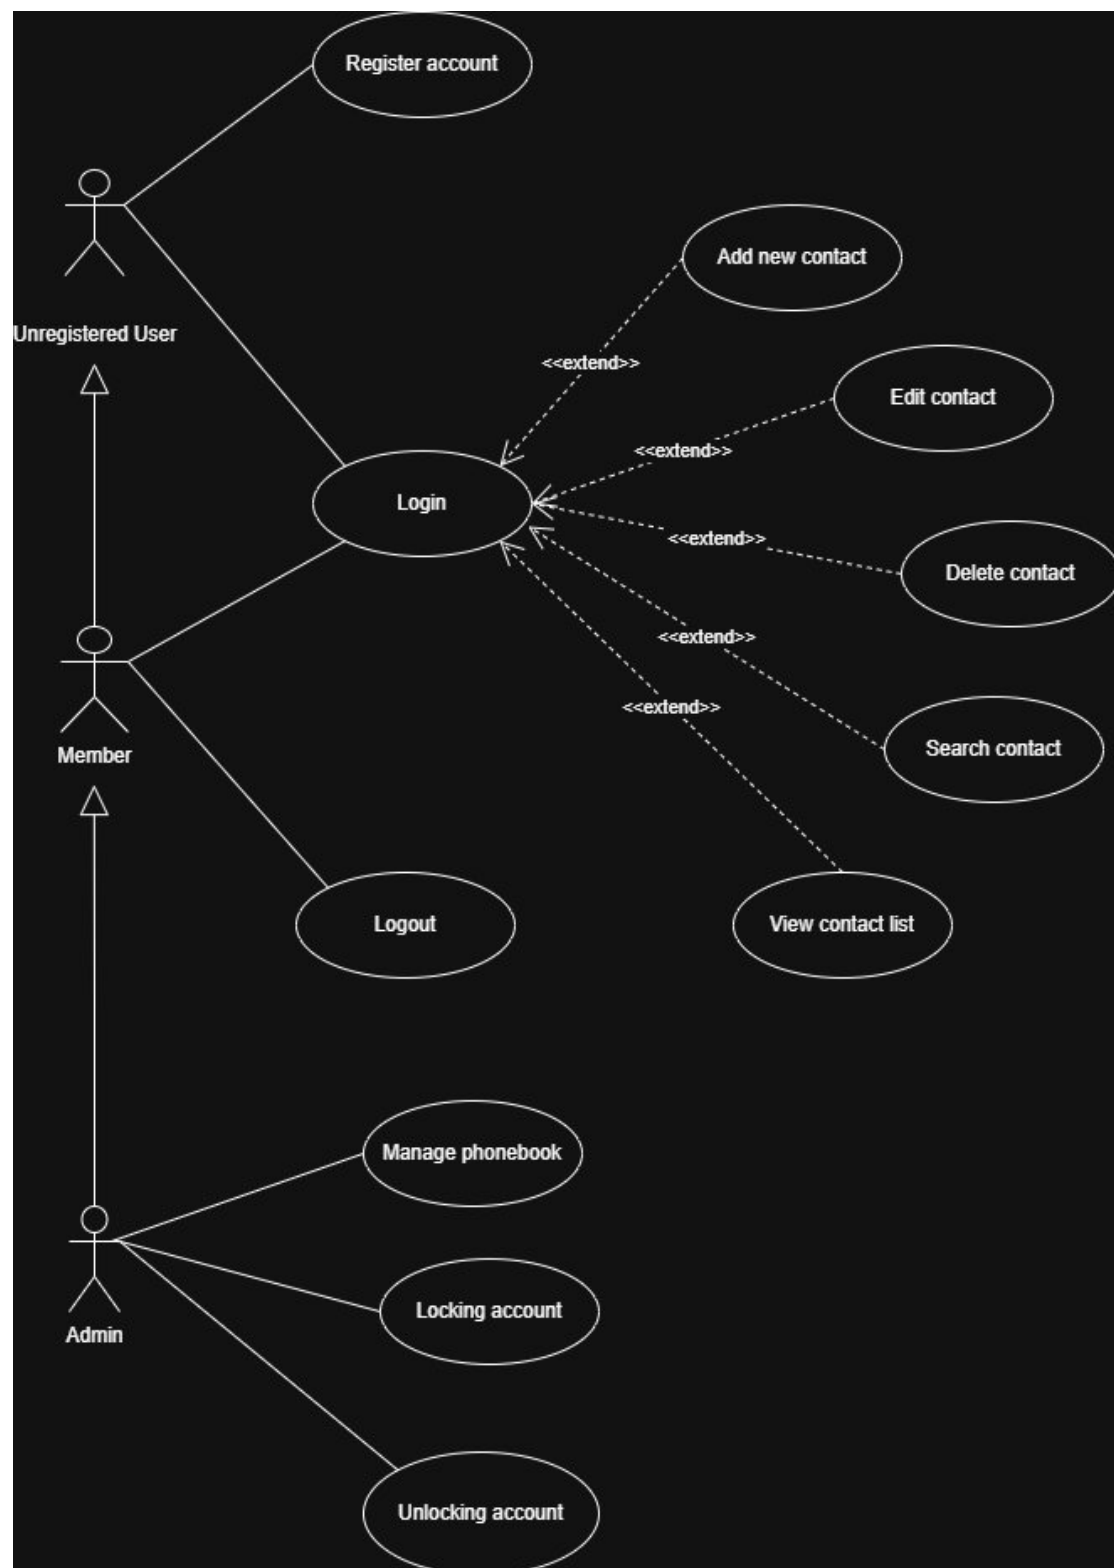 Register account
Unregistered User
Add new contact
<<extend>>
Edit contact
<<extend>>
Login
<<extend>>
Delete contact
<<extend>>
Search contact
<<extend>>
Member
Logout
View contact list
Manage phonebook
Locking account
Admin
Unlocking account